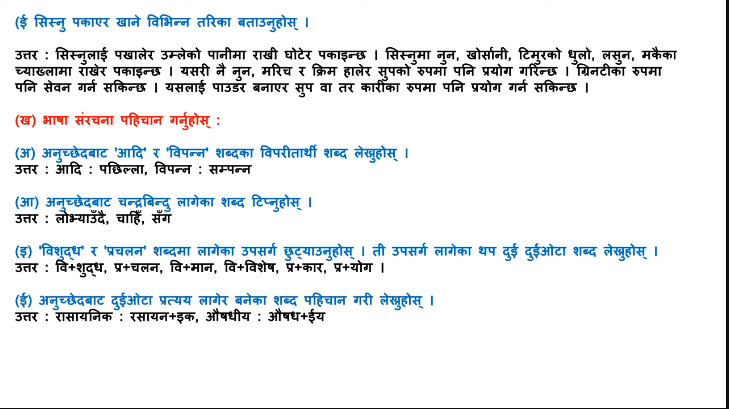 (ई सिस्नु पकाएर खाने विभिन्न तरिका बताउनुहोस् ।
उत्तर : सिस्नुलाई पखालेर उम्लेको पानीमा राखी घोटेर पकाइन्छ । सिस्नुमा नुन, खोर्सानी, टिमुरको धुलो, लसुन, मकैका
च्याख्लामा राखेर पकाइन्छ । यसरी नै नुन, मरिच र क्रिम हालेर सुपको रुपमा पनि प्रयोग गरिन्छ । ग्रिनटीका रुपमा
पनि सेवन गर्न सकिन्छ । यसलाई पाउडर बनाएर सुप वा तर कारीका रुपमा पनि प्रयोग गर्न सकिन्छ ।
(ख) भाषा संरचना पहिचान गर्नुहोस् :
(अ) अनुच्छेदबाट 'आदि' र 'विपन्न' शब्दका विपरीतार्थी शब्द लेख्नुहोस् ।
उत्तर : आदि : पछिल्ला, विपन्न : सम्पन्न
(आ) अनुच्छेदबाट चन्द्रबिन्दु लागेका शब्द टिप्नुहोस् ।
उत्तर : लोभ्याउँदै, चाहिँ, सँग
(इ) 'विशुद्ध' र 'प्रचलन' शब्दमा लागेका उपसर्ग छुट्याउनुहोस् । ती उपसर्ग लागेका थप दुई दुईओटा शब्द लेख्नुहोस् ।
उत्तर : वि+शुद्ध, प्र+चलन, वि+मान, वि+विशेष, प्र+कार, प्र+योग ।
(ई) अनुच्छेदबाट दुईओटा प्रत्यय लागेर बनेका शब्द पहिचान गरी लेख्नुहोस् ।
उत्तर : रासायनिक : रसायन+इक, औषधीय : औषध+ईय